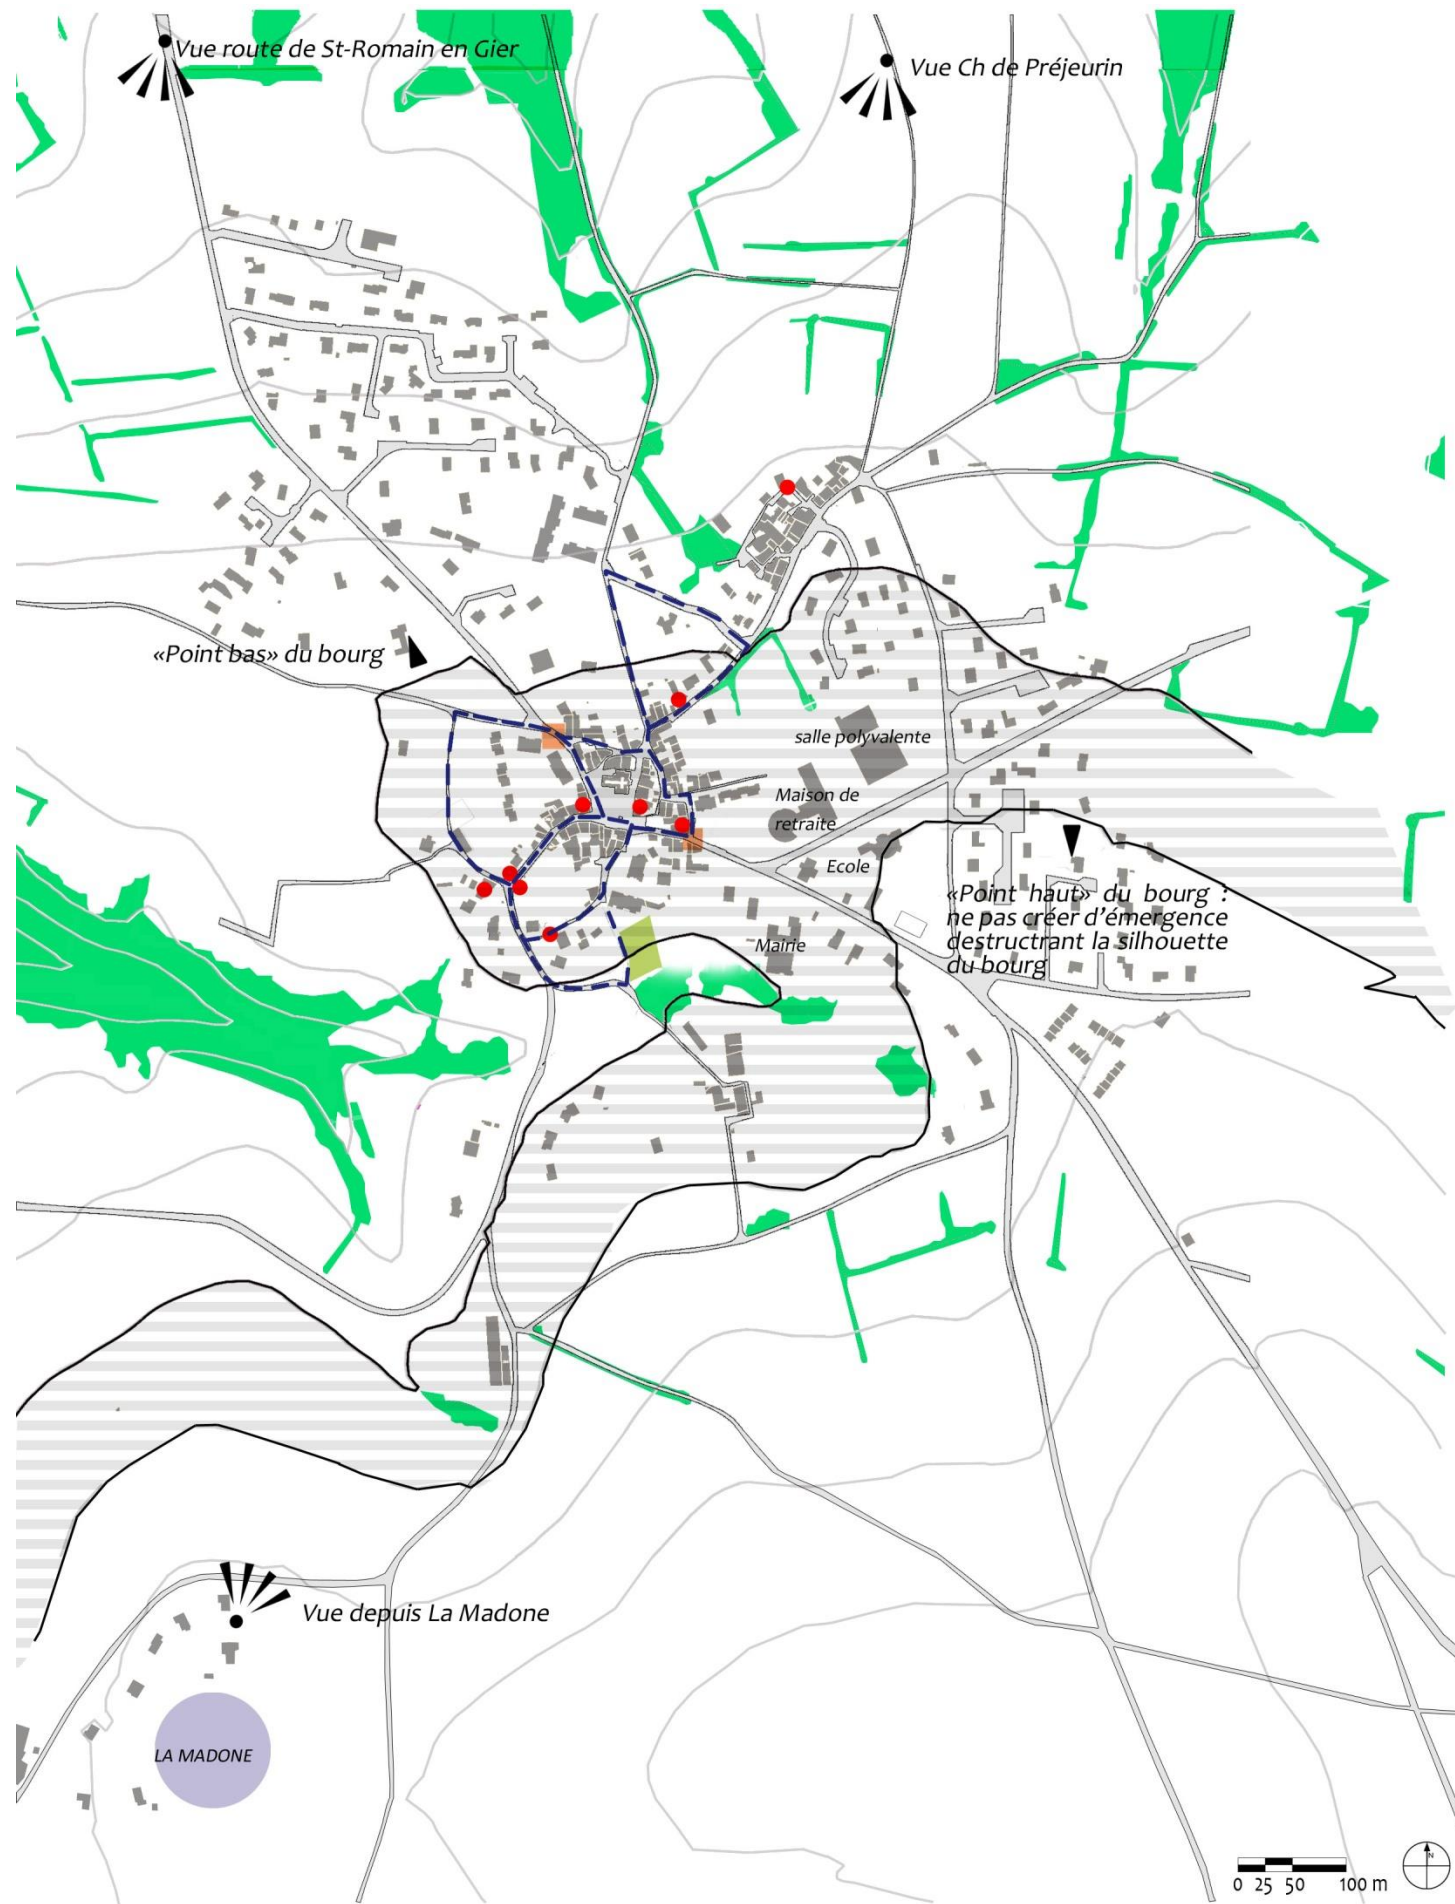 Vue route de St-Romain en Gier
Vue Ch de Préjeurin
«Point bas» du bourg
salle polyvalente
Maison de
retraite
Ecole
«Point haut» du bourg :
ne pas créer d'émergence
destructrant la silhouette
du bourg
Mairie
Vue depuis La Madone
LA MADONE
N
0 25 50 100 m